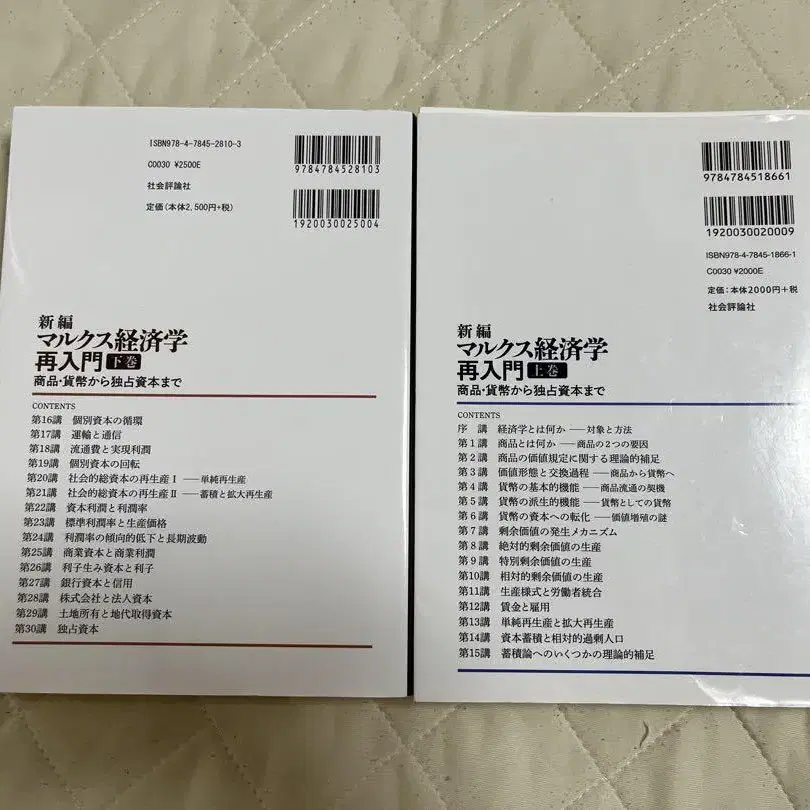 ISBN978-4-7845-2810-3
C0030 ¥2500E
社会評論社
定価(本体2,500円+税)
9784784528103
1920030025004
新編
マルクス経済学
再入門 下巻
商品・貨幣から独占資本まで
CONTENTS
第16講 個別資本の循環
第17講 運輸と通信
第18講 流通費と実現利潤
第19講 個別資本の回転
第20講 社会的総資本の再生産Ⅰ ──単純再生産
第21講 社会的総資本の再生産Ⅱ ──蓄積と拡大再生産
第22講 資本利潤と利潤率
第23講 標準利潤率と生産価格
第24講 利潤率の傾向的低下と長期波動
第25講 商業資本と商業利潤
第26講 利子生み資本と利子
第27講 銀行資本と信用
第28講 株式会社と法人資本
第29講 土地所有と地代取得資本
第30講 独占資本
9784784518661
1920030020009
ISBN978-4-7845-1866-1
C0030 ¥2000E
定価:本体2000円+税
社会評論社
新編
マルクス経済学
再入門 上巻
商品・貨幣から独占資本まで
CONTENTS
序 講 経済学とは何か ──対象と方法
第1講 商品とは何か ──商品の2つの要因
第2講 商品の価値規定に関する理論的補足
第3講 価値形態と交換過程 ──商品から貨幣へ
第4講 貨幣の基本的機能 ──商品流通の契機
第5講 貨幣の派生的機能 ──貨幣としての貨幣
第6講 貨幣の資本への転化 ──価値増殖の謎
第7講 剰余価値の発生メカニズム
第8講 絶対的剰余価値の生産
第9講 特別剰余価値の生産
第10講 相対的剰余価値の生産
第11講 生産様式と労働者統合
第12講 賃金と雇用
第13講 単純再生産と拡大再生産
第14講 資本蓄積と相対的過剰人口
第15講 蓄積論へのいくつかの理論的補足